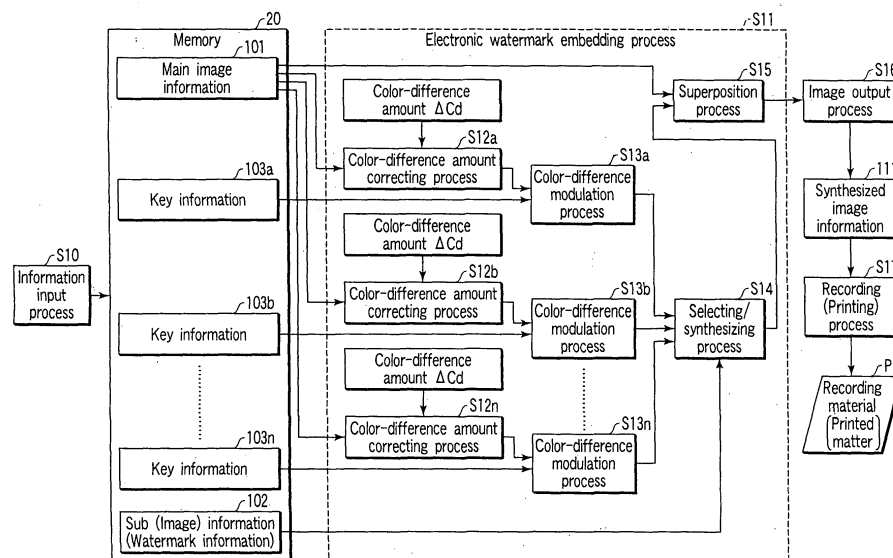 20
S11
Memory
101
Main image
information
Electronic watermark embedding process
S15
Superposition
process
S16
Image output
process
Color-difference
amount ΔCd
S12a
Color-difference amount
correcting process
S13a
Color-difference
modulation
process
103a
Key information
111
Synthesized
image
information
Color-difference
amount ΔCd
S10
Information
input
process
S12b
Color-difference amount
correcting process
S13b
Color-difference
modulation
process
S14
Selecting/
synthesizing
process
S17
Recording
(Printing)
process
103b
Key information
Color-difference
amount ΔCd
S12n
Color-difference amount
correcting process
S13n
Color-difference
modulation
process
P
Recording
material
(Printed
matter)
103n
Key information
102
Sub (Image) information
(Watermark information)